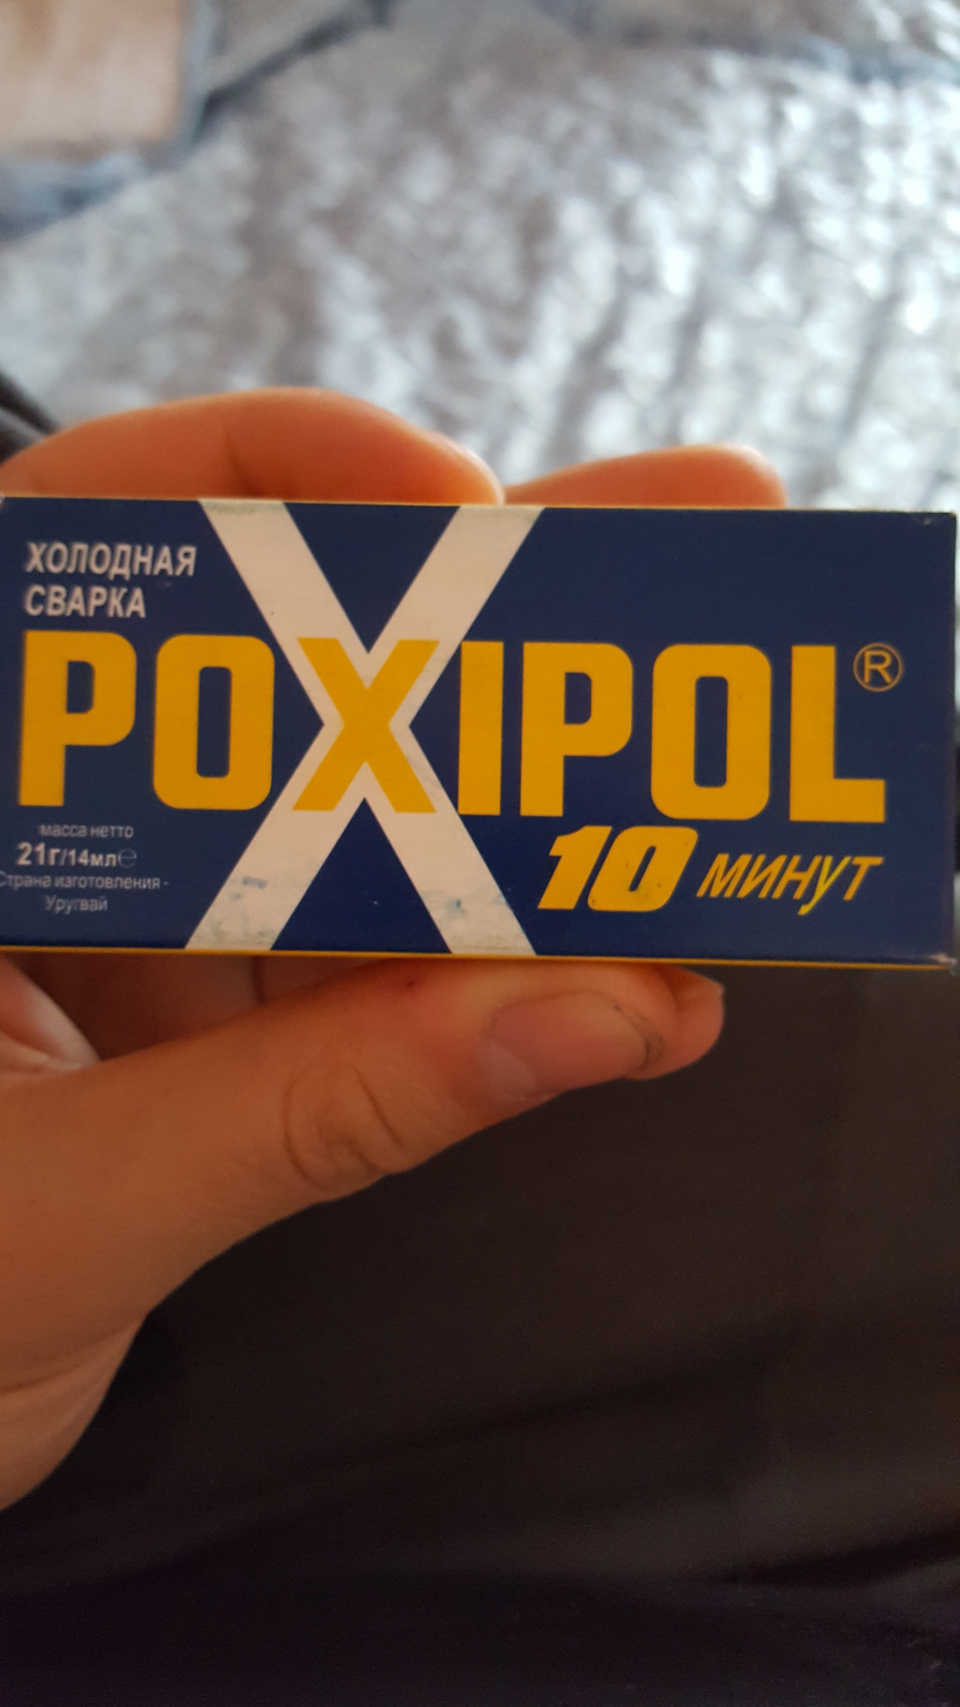 ХОЛОДНАЯ
СВАРКА
POXIPOL®
10 МИНУТ
масса нетто
21г/14мл℮
Страна изготовления -
Уругвай